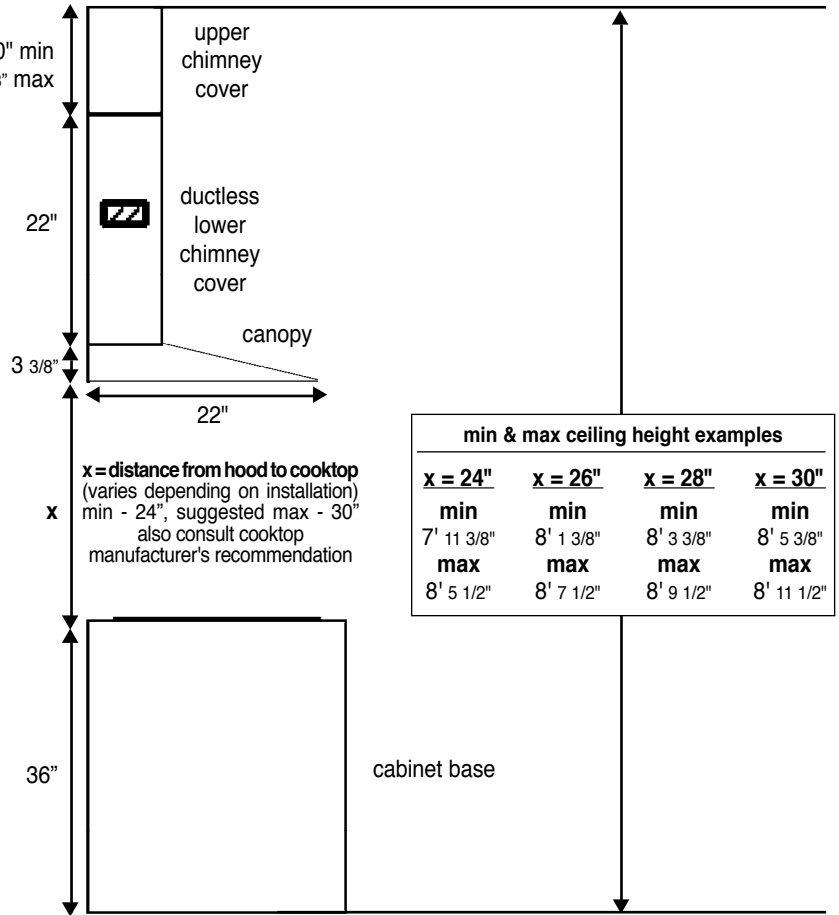 0" min
max
upper
chimney
cover
22"
ductless
lower
chimney
cover
canopy
3 3/8"
22"
x = distance from hood to cooktop
(varies depending on installation)
x
min - 24”, suggested max - 30”
also consult cooktop
manufacturer's recommendation
min & max ceiling height examples
x = 24" x = 26" x = 28" x = 30"
min min min min
7' 11 3/8" 8' 1 3/8" 8' 3 3/8" 8' 5 3/8"
max max max max
8' 5 1/2" 8' 7 1/2" 8' 9 1/2" 8' 11 1/2"
36”
cabinet base